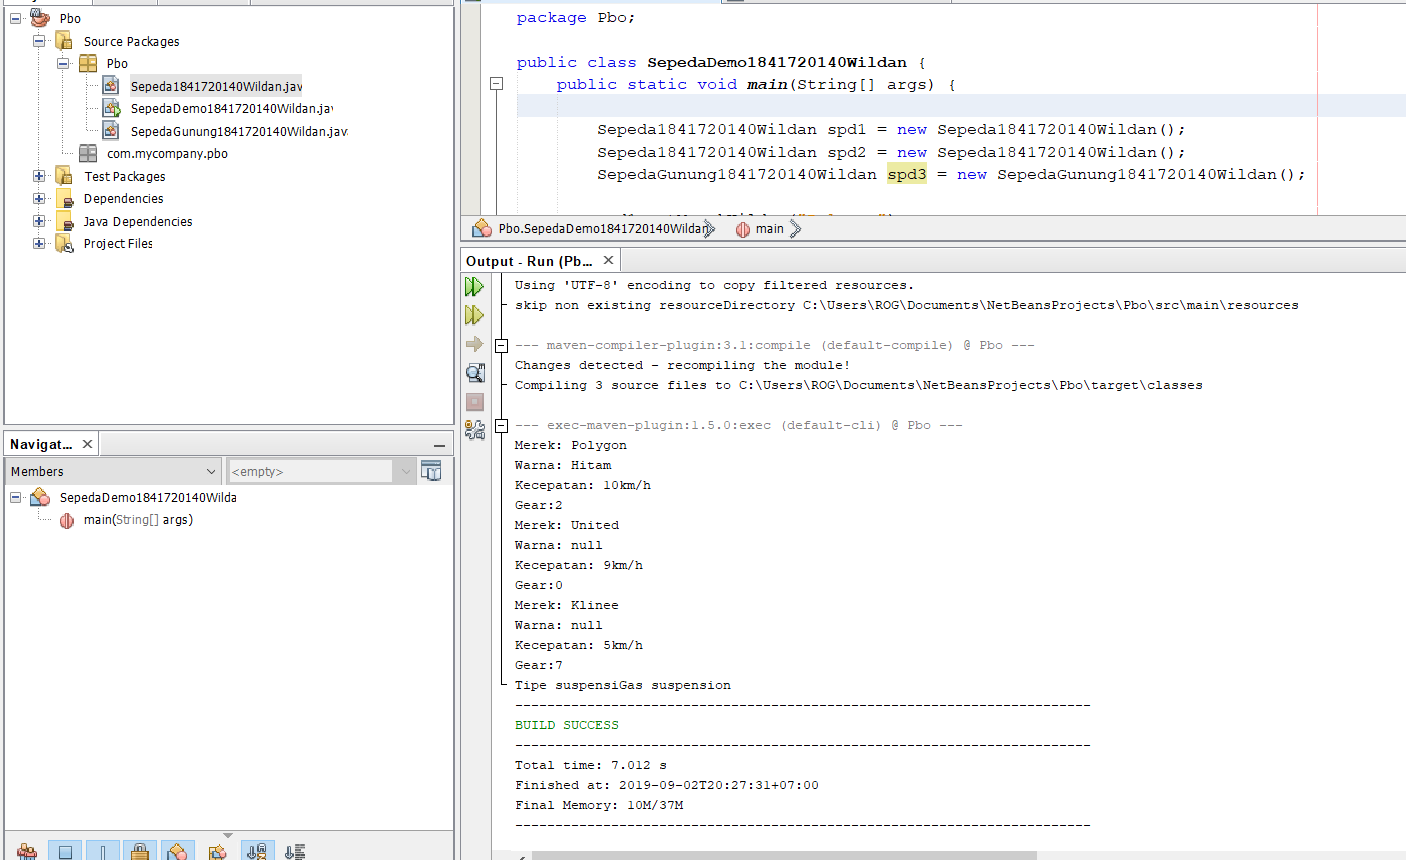 Pbo
Source Packages
Pbo
Sepeda1841720140Wildan.jav
SepedaDemo1841720140Wildan.jav
SepedaGunung1841720140Wildan.java
com.mycompany.pbo
Test Packages
Dependencies
Java Dependencies
Project Files
Navigat...
Members
<empty>
SepedaDemo1841720140Wilda
main(String[] args)
package Pbo;
public class SepedaDemo1841720140Wildan {
public static void main(String[] args) {
Sepeda1841720140Wildan spd1 = new Sepeda1841720140Wildan();
Sepeda1841720140Wildan spd2 = new Sepeda1841720140Wildan();
SepedaGunung1841720140Wildan spd3 = new SepedaGunung1841720140Wildan();
Pbo.SepedaDemo1841720140Wildan
main
Output - Run (Pb...
Using 'UTF-8' encoding to copy filtered resources.
skip non existing resourceDirectory C:\Users\ROG\Documents\NetBeansProjects\Pbo\src\main\resources
--- maven-compiler-plugin:3.1:compile (default-compile) @ Pbo ---
Changes detected - recompiling the module!
Compiling 3 source files to C:\Users\ROG\Documents\NetBeansProjects\Pbo\target\classes
--- exec-maven-plugin:1.5.0:exec (default-cli) @ Pbo ---
Merek: Polygon
Warna: Hitam
Kecepatan: 10km/h
Gear:2
Merek: United
Warna: null
Kecepatan: 9km/h
Gear:0
Merek: Klinee
Warna: null
Kecepatan: 5km/h
Gear:7
Tipe suspensiGas suspension
------------------------------------------------------------------------
BUILD SUCCESS
------------------------------------------------------------------------
Total time: 7.012 s
Finished at: 2019-09-02T20:27:31+07:00
Final Memory: 10M/37M
------------------------------------------------------------------------